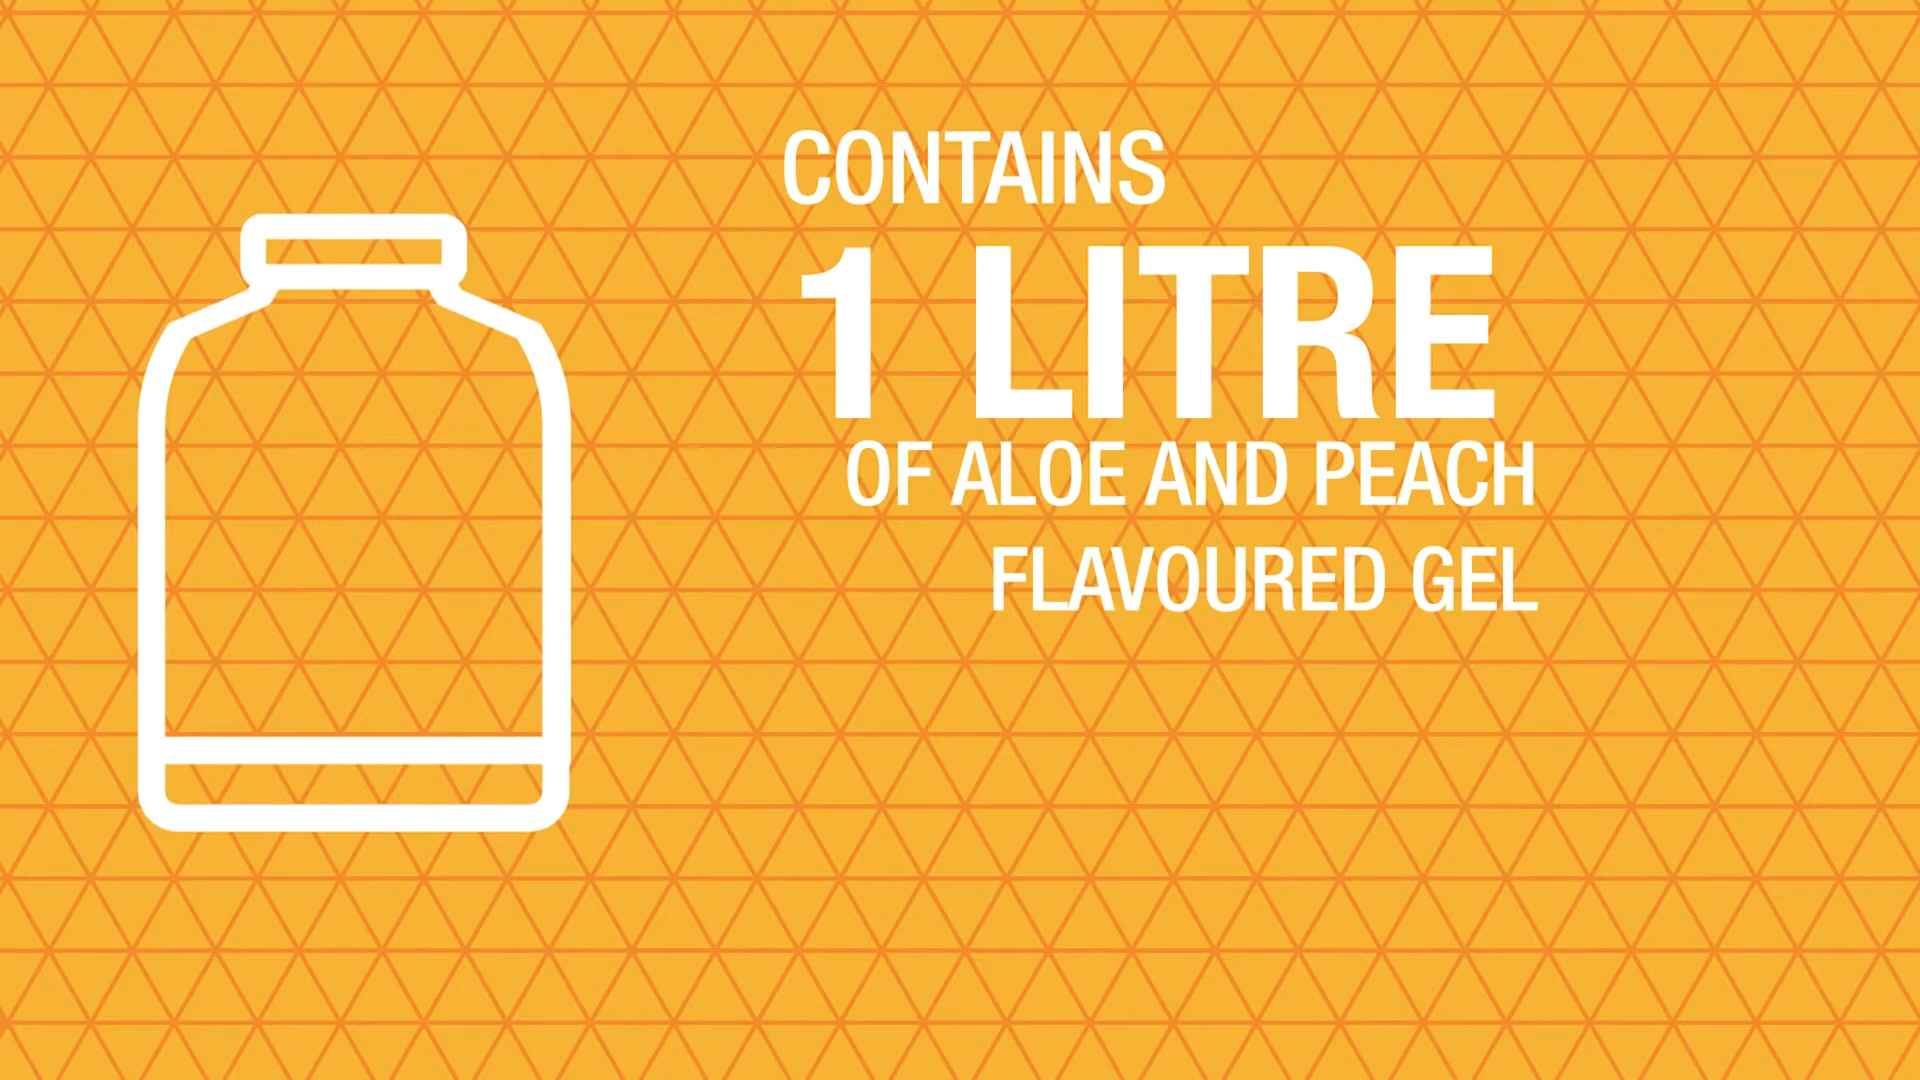 CONTAINS
1 LITRE
OF ALOE AND PEACH
FLAVOURED GEL